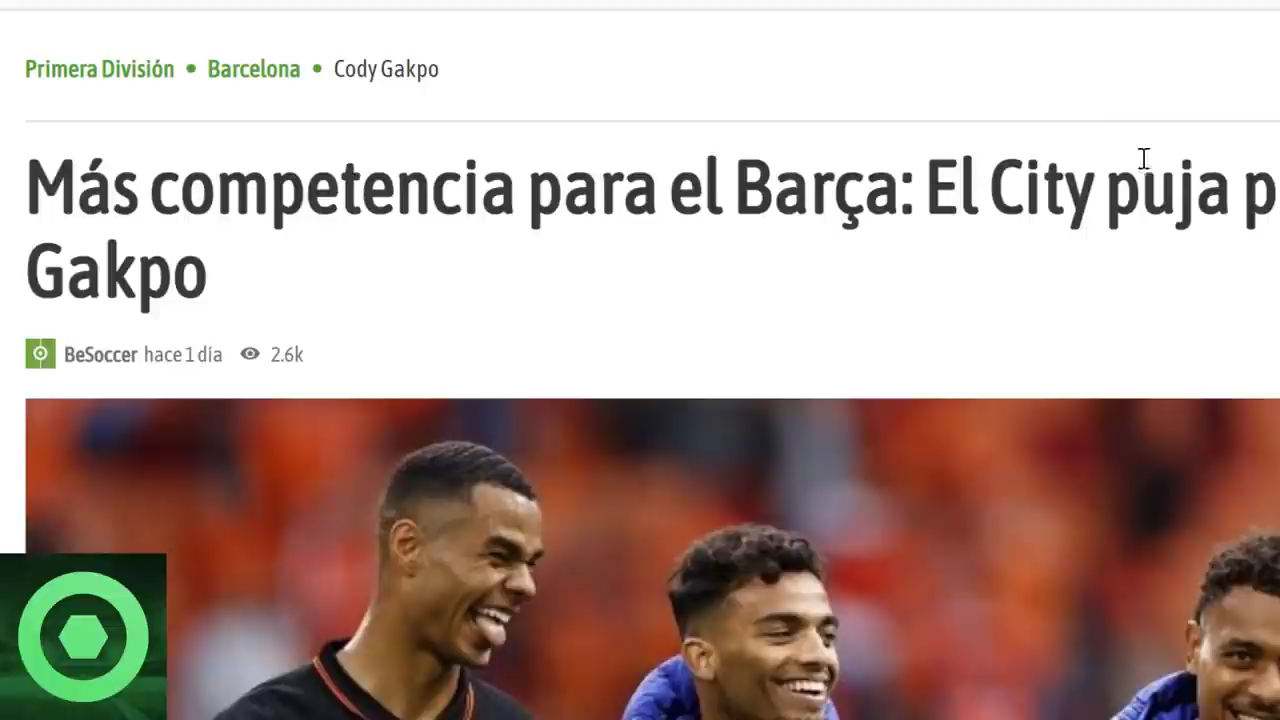 Primera División • Barcelona • Cody Gakpo
Más competencia para el Barça: El City puja p
Gakpo
BeSoccer hace 1 día 2.6k